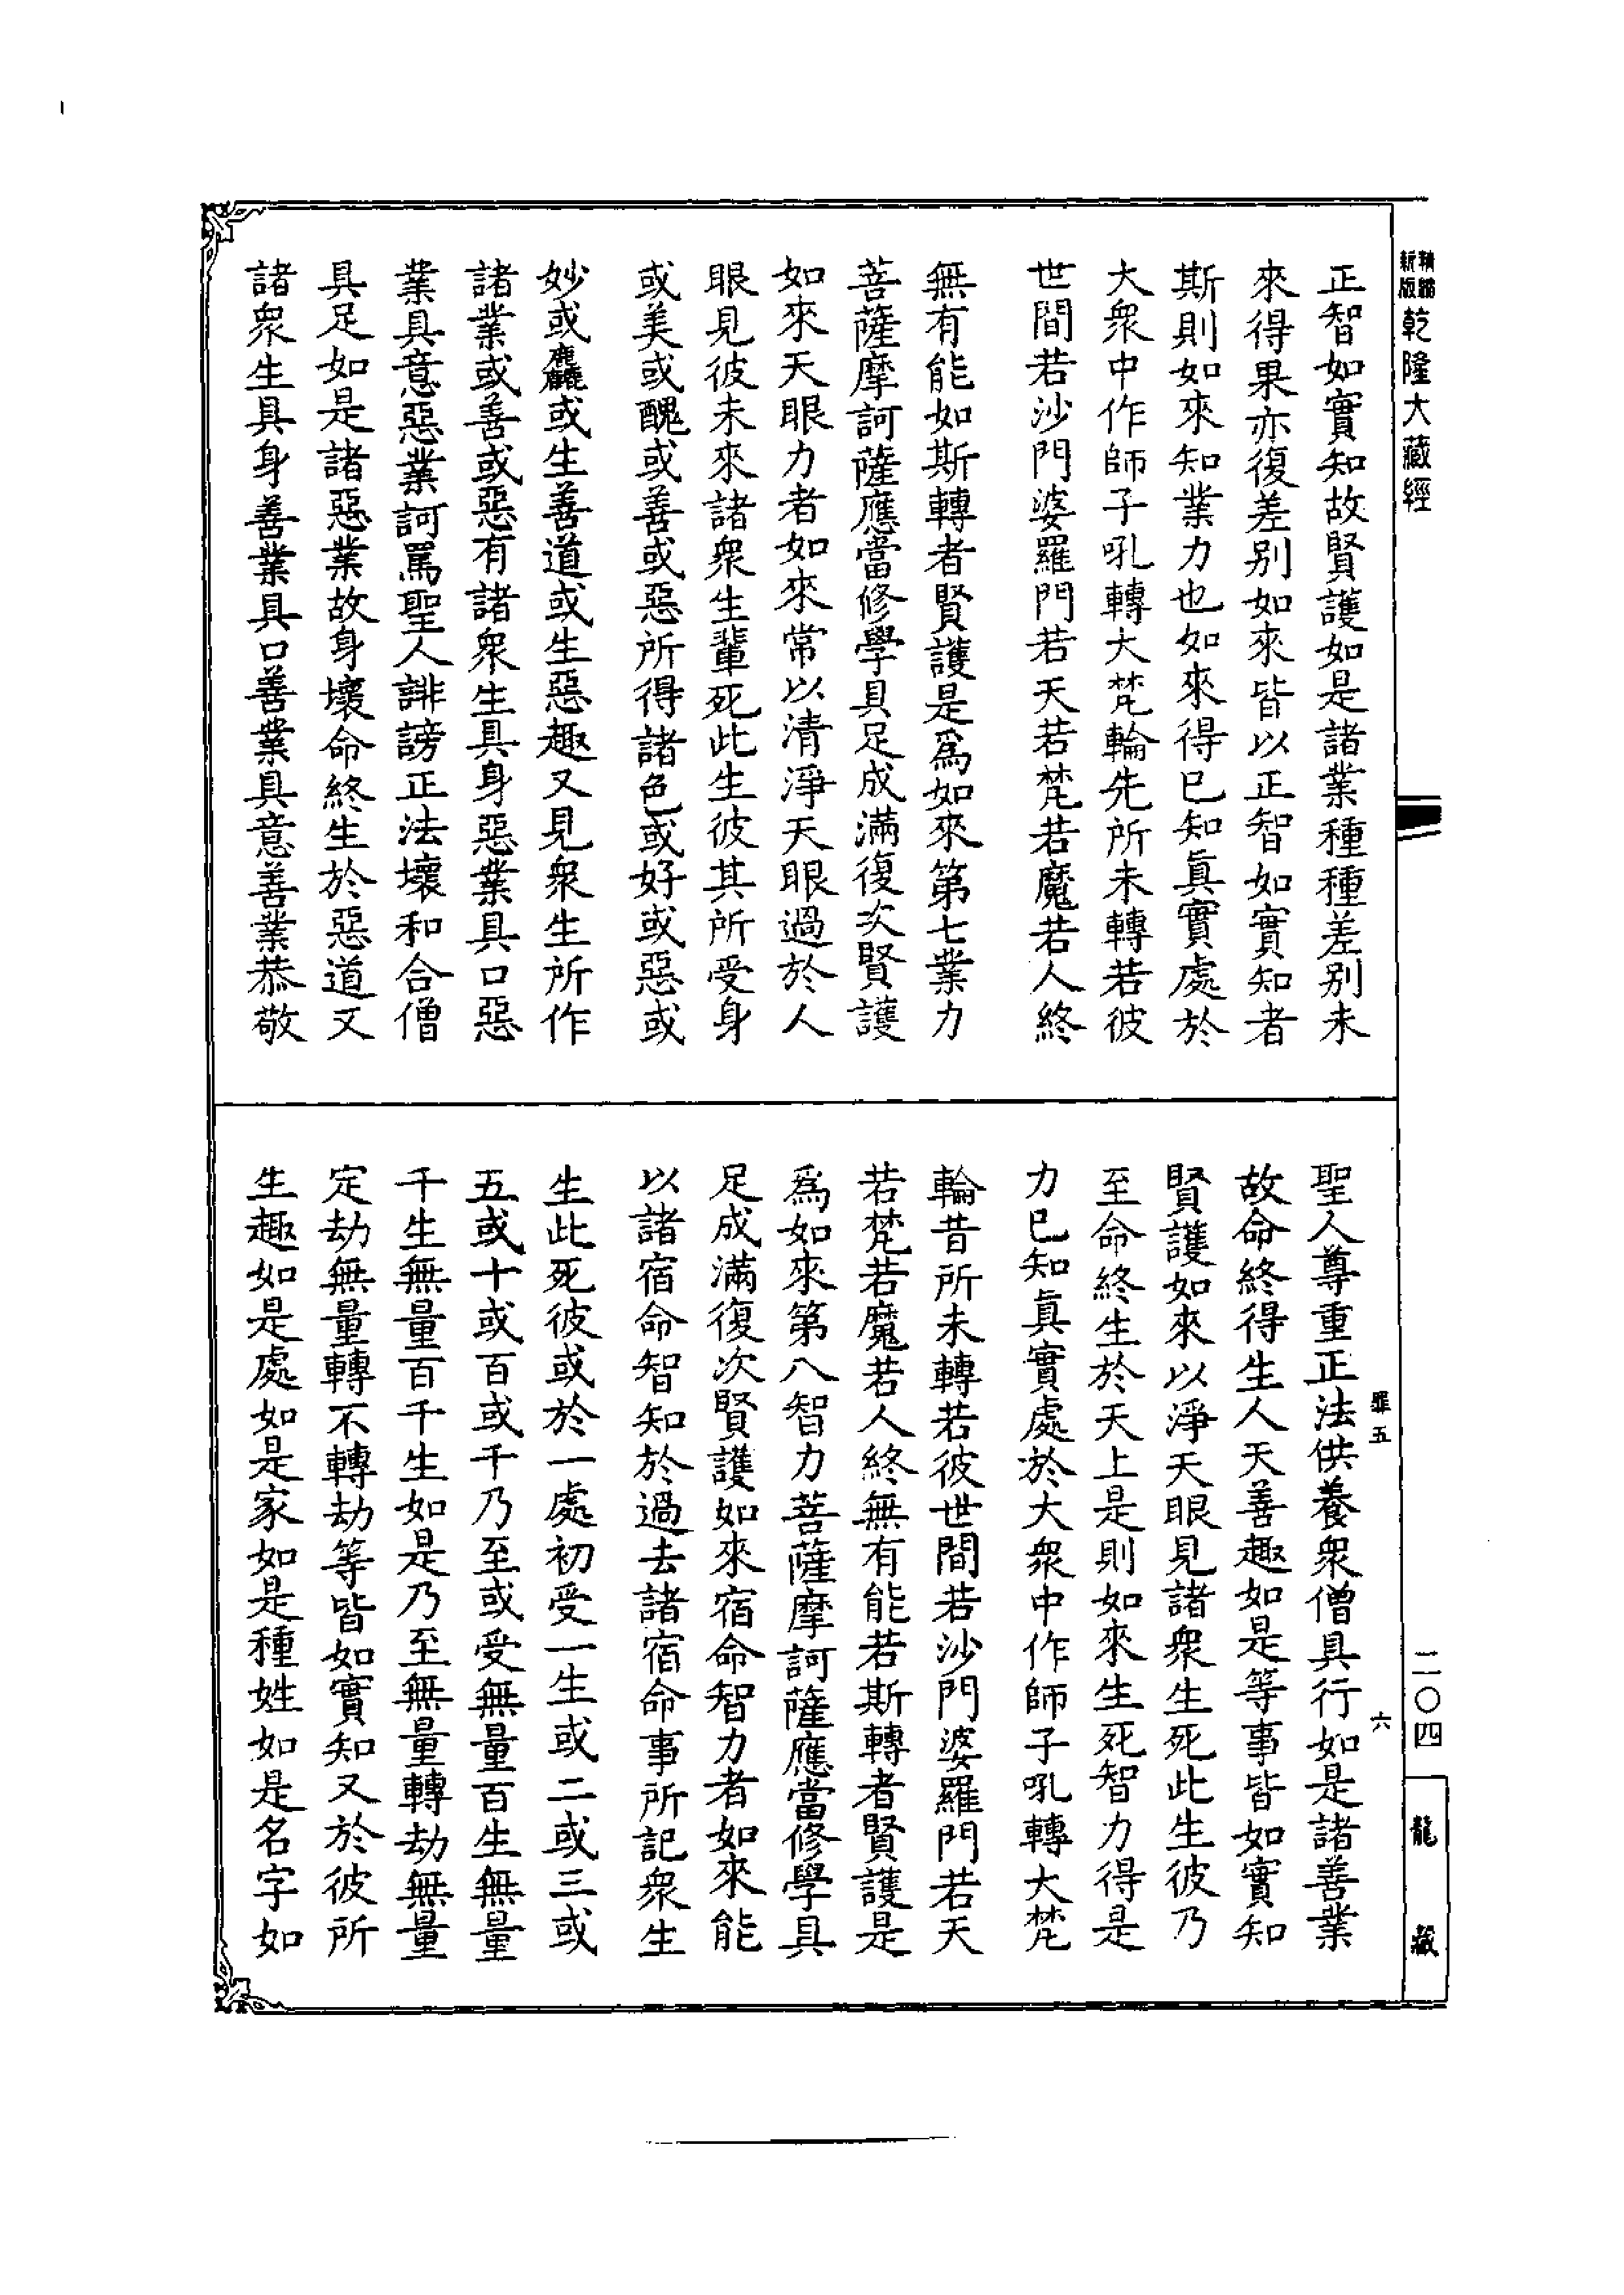 精縮新版乾隆大藏經
正智如實知故賢護如是諸業種種差別未
來得果亦復差別如來皆以正智如實知者
斯則如來知業力也如來得已知眞實處於
大衆中作師子吼轉大梵輪先所未轉若彼
世間若沙門婆羅門若天若梵若魔若人終
無有能如斯轉者賢護是爲如來第七業力
菩薩摩訶薩應當修學具足成滿復次賢護
如來天眼力者如來常以清淨天眼過於人
眼見彼未來諸衆生輩死此生彼其所受身
或美或醜或善或惡所得諸色或好或惡或
妙或麤或生善道或生惡趣又見衆生所作
諸業或善或惡有諸衆生具身惡業具口惡
業具意惡業訶罵聖人誹謗正法壞和合僧
具足如是諸惡業故身壞命終生於惡道又
諸衆生具身善業具口善業具意善業恭敬
罪五 六
聖人尊重正法供養衆僧具行如是諸善業
故命終得生人天善趣如是等事皆如實知
賢護如來以淨天眼見諸衆生死此生彼乃
至命終生於天上是則如來生死智力得是
力已知眞實處於大衆中作師子吼轉大梵
輪昔所未轉若彼世間若沙門婆羅門若天
若梵若魔若人終無有能若斯轉者賢護是
爲如來第八智力菩薩摩訶薩應當修學具
足成滿復次賢護如來宿命智力者如來能
以諸宿命智知於過去諸宿命事所記衆生
生此死彼或於一處初受一生或二或三或
五或十或百或千乃至或受無量百生無量
千生無量百千生如是乃至無量轉劫無量
定劫無量轉不轉劫等皆如實知又於彼所
生趣如是處如是家如是種姓如是名字如
二〇四
龍藏